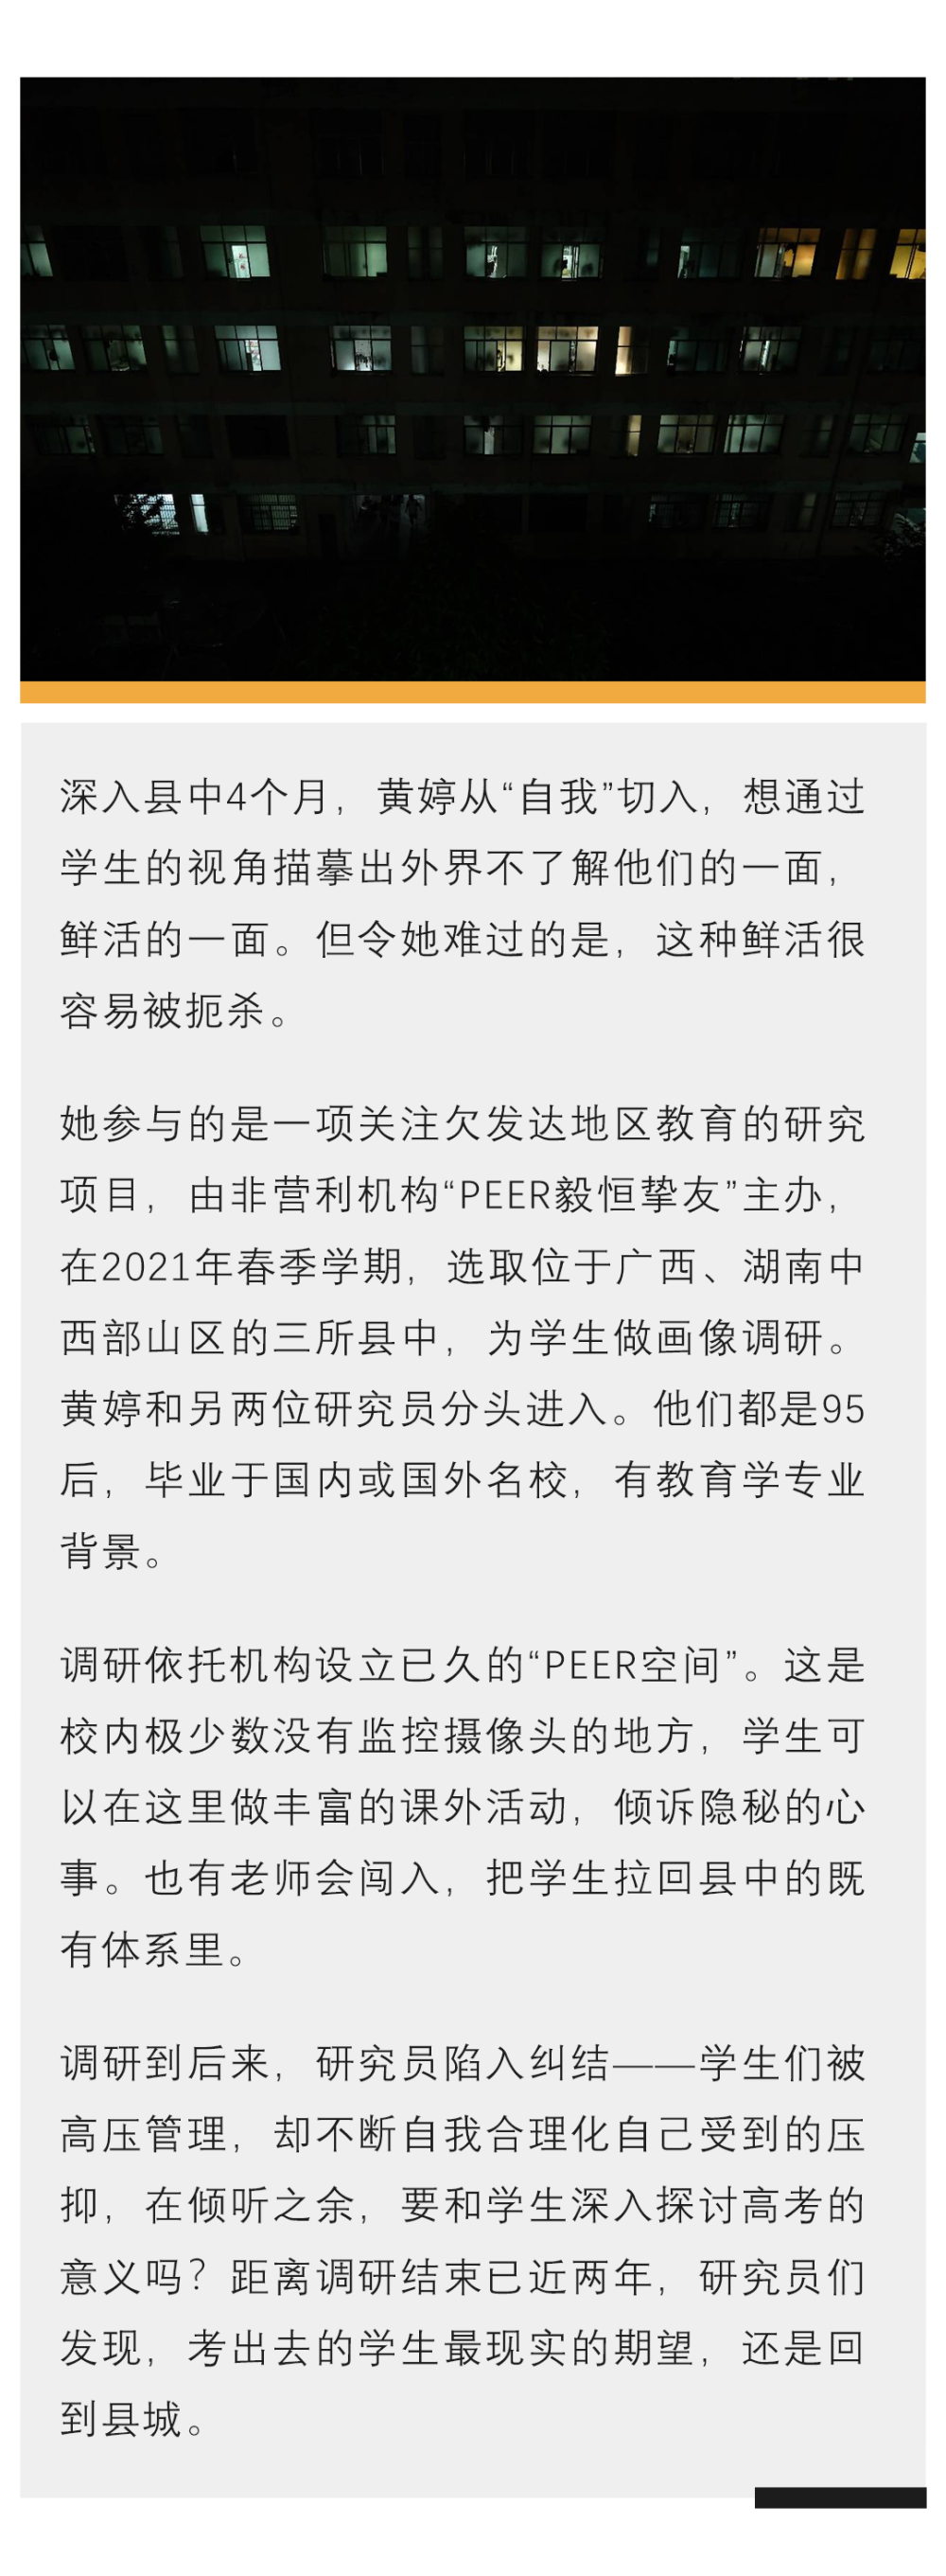 深入县中4个月，黄婷从“自我”切入，想通过
学生的视角描摹出外界不了解他们的一面，
鲜活的一面。但令她难过的是，这种鲜活很
容易被扼杀。
她参与的是一项关注欠发达地区教育的研究
项目，由非营利机构“PEER毅恒挚友”主办，
在2021年春季学期，选取位于广西、湖南中
西部山区的三所县中，为学生做画像调研。
黄婷和另两位研究员分头进入。他们都是95
后，毕业于国内或国外名校，有教育学专业
背景。
调研依托机构设立已久的“PEER空间”。这是
校内极少数没有监控摄像头的地方，学生可
以在这里做丰富的课外活动，倾诉隐秘的心
事。也有老师会闯入，把学生拉回县中的既
有体系里。
调研到后来，研究员陷入纠结——学生们被
高压管理，却不断自我合理化自己受到的压
抑，在倾听之余，要和学生深入探讨高考的
意义吗？距离调研结束已近两年，研究员们
发现，考出去的学生最现实的期望，还是回
到县城。